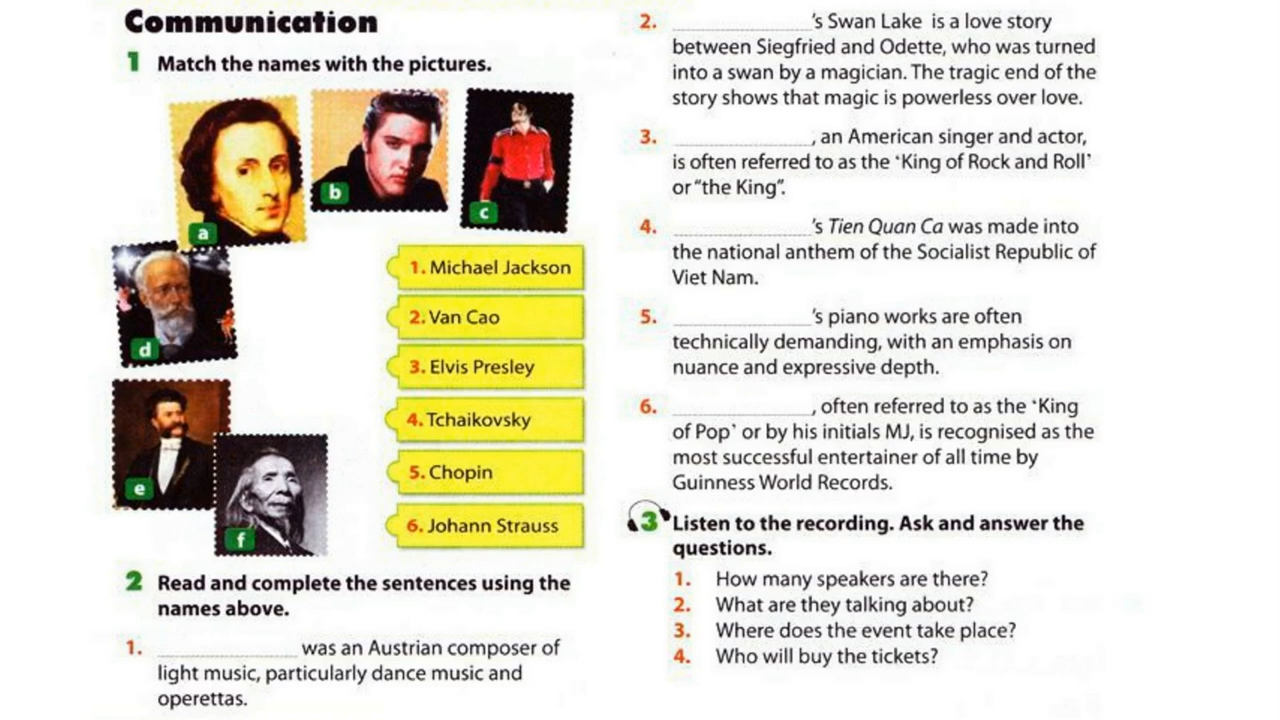 Communication
1 Match the names with the pictures.
a
b
c
d
e
f
1. Michael Jackson
2. Van Cao
3. Elvis Presley
4. Tchaikovsky
5. Chopin
6. Johann Strauss
2 Read and complete the sentences using the
names above.
1. ____________ was an Austrian composer of
light music, particularly dance music and
operettas.
2. ____________'s Swan Lake is a love story
between Siegfried and Odette, who was turned
into a swan by a magician. The tragic end of the
story shows that magic is powerless over love.
3. ____________, an American singer and actor,
is often referred to as the ‘King of Rock and Roll’
or “the King”.
4. ____________'s Tien Quan Ca was made into
the national anthem of the Socialist Republic of
Viet Nam.
5. ____________'s piano works are often
technically demanding, with an emphasis on
nuance and expressive depth.
6. ____________, often referred to as the ‘King
of Pop’ or by his initials MJ, is recognised as the
most successful entertainer of all time by
Guinness World Records.
3 Listen to the recording. Ask and answer the
questions.
1. How many speakers are there?
2. What are they talking about?
3. Where does the event take place?
4. Who will buy the tickets?